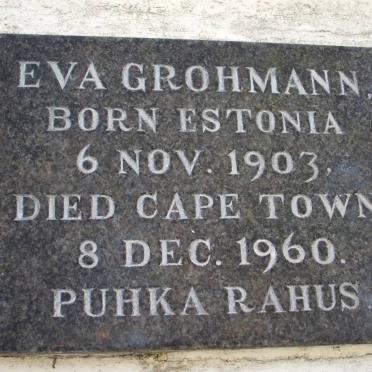 EVA GROHMANN,
BORN ESTONIA
6 NOV. 1903,
DIED CAPE TOWN
8 DEC. 1960.
PUHKA RAHUS